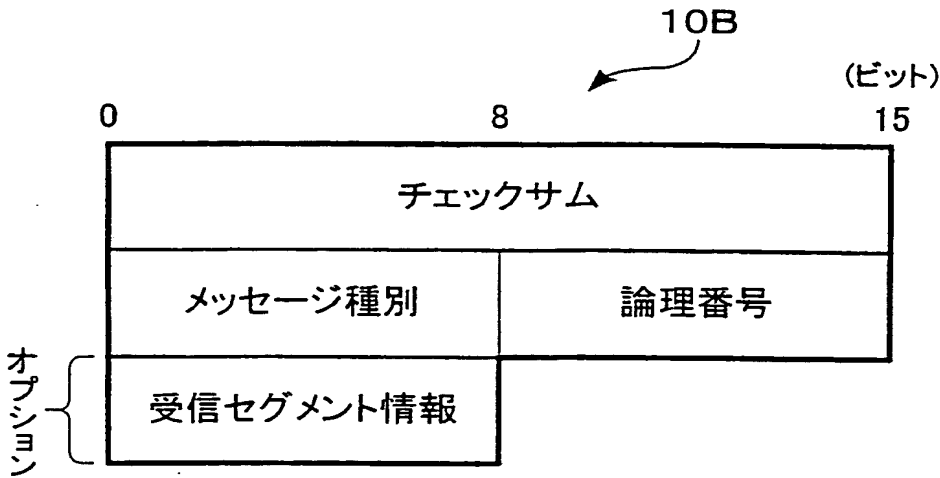 10B
(ビット)
0 8 15
チェックサム
メッセージ種別 論理番号
オプション 受信セグメント情報